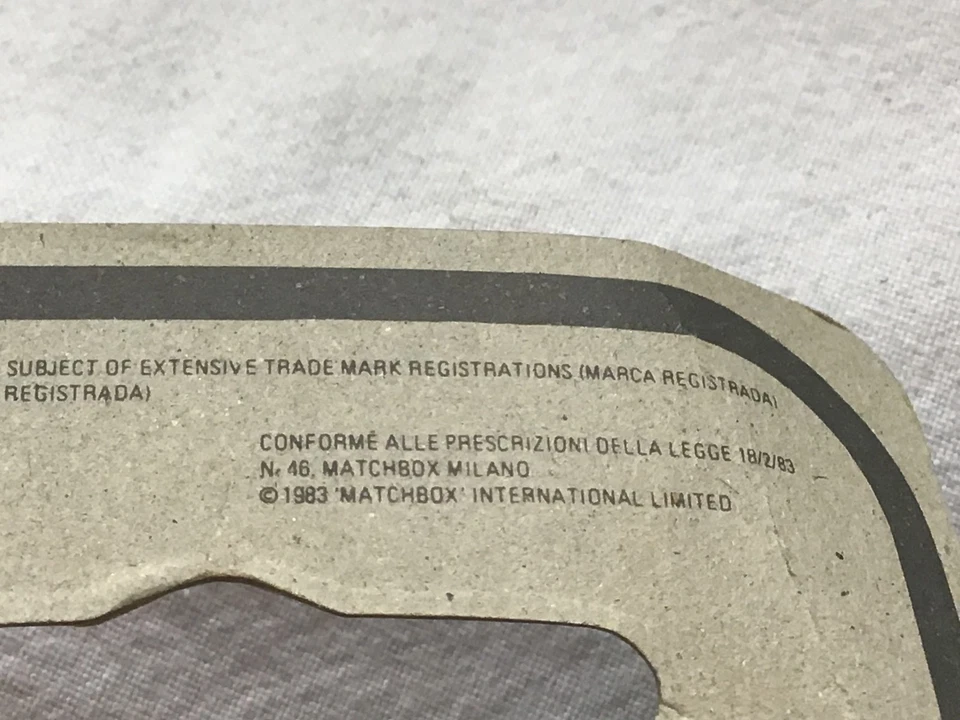 SUBJECT OF EXTENSIVE TRADE MARK REGISTRATIONS (MARCA REGISTRADA)
REGISTRADA)
CONFORME ALLE PRESCRIZIONI DELLA LEGGE 18/2/83
N. 46, MATCHBOX MILANO
© 1983 'MATCHBOX' INTERNATIONAL LIMITED